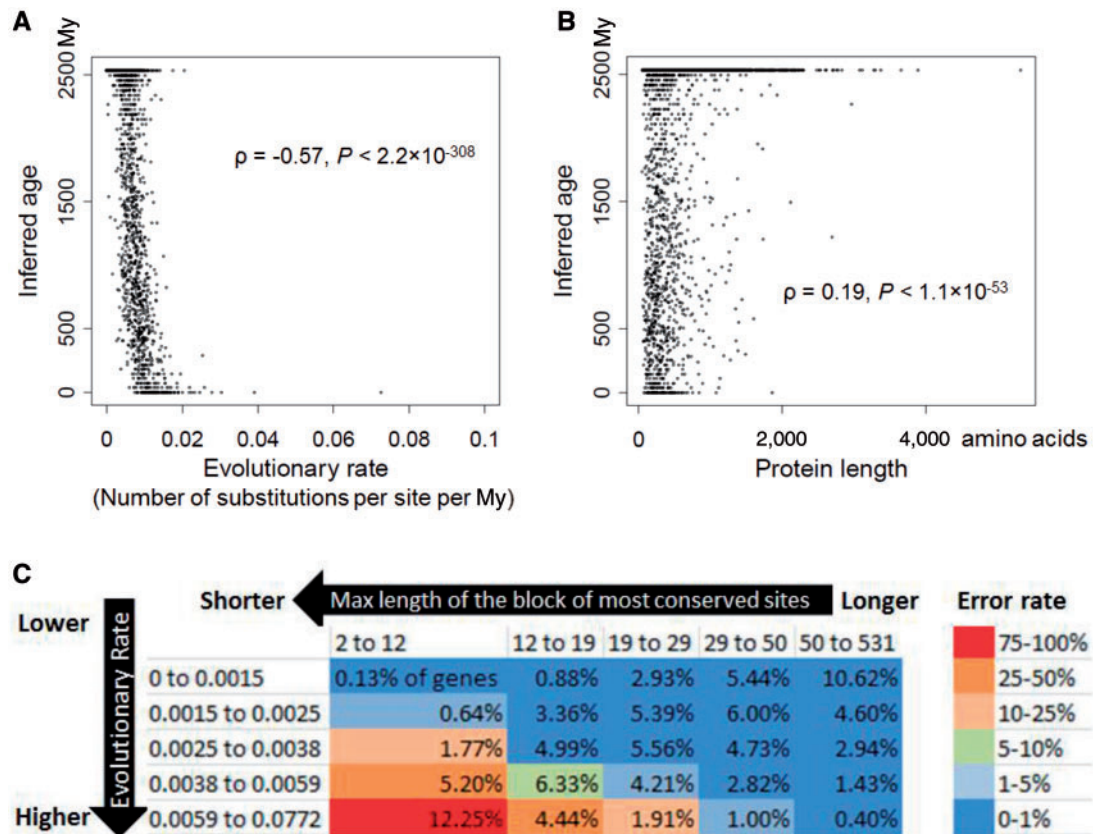 A
2500 My
1500
500
0
Inferred age
ρ = -0.57, P < 2.2×10-308
0 0.02 0.04 0.06 0.08 0.1
Evolutionary rate
(Number of substitutions per site per My)
B
2500 My
1500
500
0
Inferred age
ρ = 0.19, P < 1.1×10-53
0 2,000 4,000 amino acids
Protein length
C
Lower
Evolutionary Rate
Higher
Shorter Max length of the block of most conserved sites Longer
2 to 12 12 to 19 19 to 29 29 to 50 50 to 531
0 to 0.0015 0.13% of genes 0.88% 2.93% 5.44% 10.62%
0.0015 to 0.0025 0.64% 3.36% 5.39% 6.00% 4.60%
0.0025 to 0.0038 1.77% 4.99% 5.56% 4.73% 2.94%
0.0038 to 0.0059 5.20% 6.33% 4.21% 2.82% 1.43%
0.0059 to 0.0772 12.25% 4.44% 1.91% 1.00% 0.40%
Error rate
75-100%
25-50%
10-25%
5-10%
1-5%
0-1%